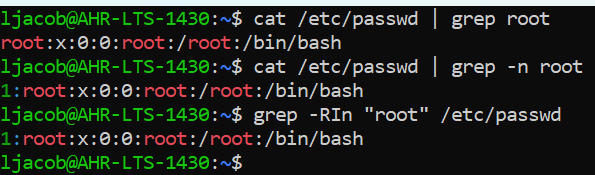 ljacob@AHR-LTS-1430:~$ cat /etc/passwd | grep root
root:x:0:0:root:/root:/bin/bash
ljacob@AHR-LTS-1430:~$ cat /etc/passwd | grep -n root
1:root:x:0:0:root:/root:/bin/bash
ljacob@AHR-LTS-1430:~$ grep -RIn "root" /etc/passwd
1:root:x:0:0:root:/root:/bin/bash
ljacob@AHR-LTS-1430:~$